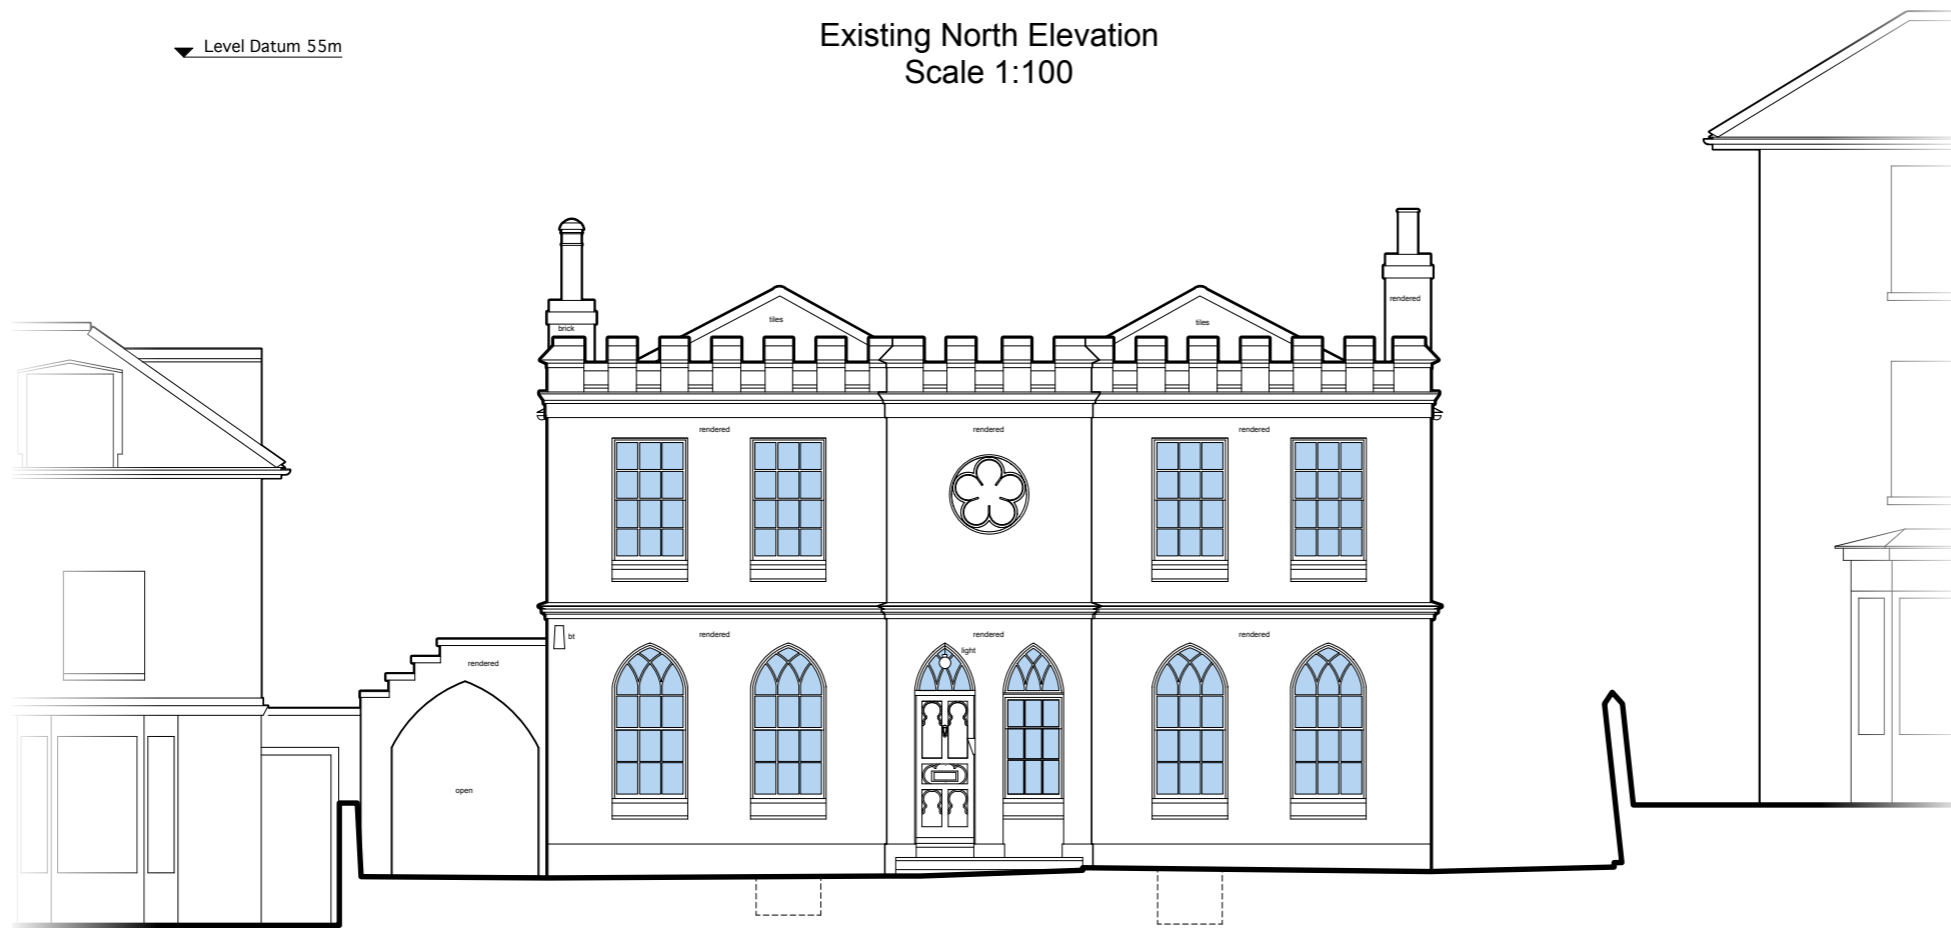 Existing North Elevation
Scale 1:100
Level Datum 55m
rendered
tiles
tiles
brick
rendered
rendered
rendered
rendered
rendered
rendered
bt
light
rendered
open